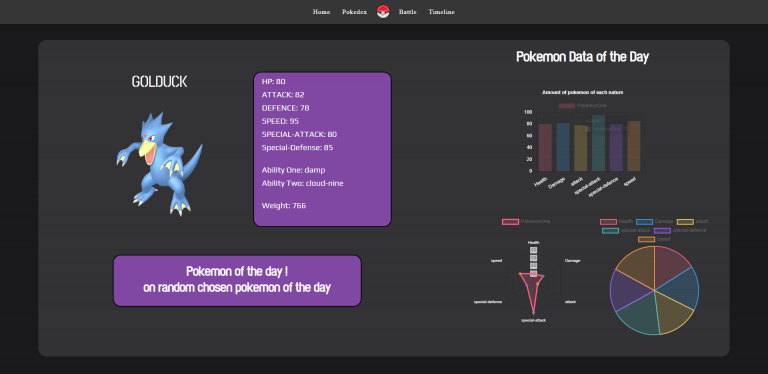 Home Pokedex Battle Timeline
GOLDUCK
HP: 80
ATTACK: 82
DEFENCE: 78
SPEED: 95
SPECIAL-ATTACK: 80
Special-Defense: 85
Ability One: damp
Ability Two: cloud-nine
Weight: 766
Pokemon of the day !
on random chosen pokemon of the day
Pokemon Data of the Day
Amount of pokemon of each nature
PokemonOne
100
80
60
40
20
0
Health Damage attack special-attack special-defense speed
PokemonOne
Health
speed Damage
special-defence attack
special-attack
Health Damage attack
special-attack special-defence
speed